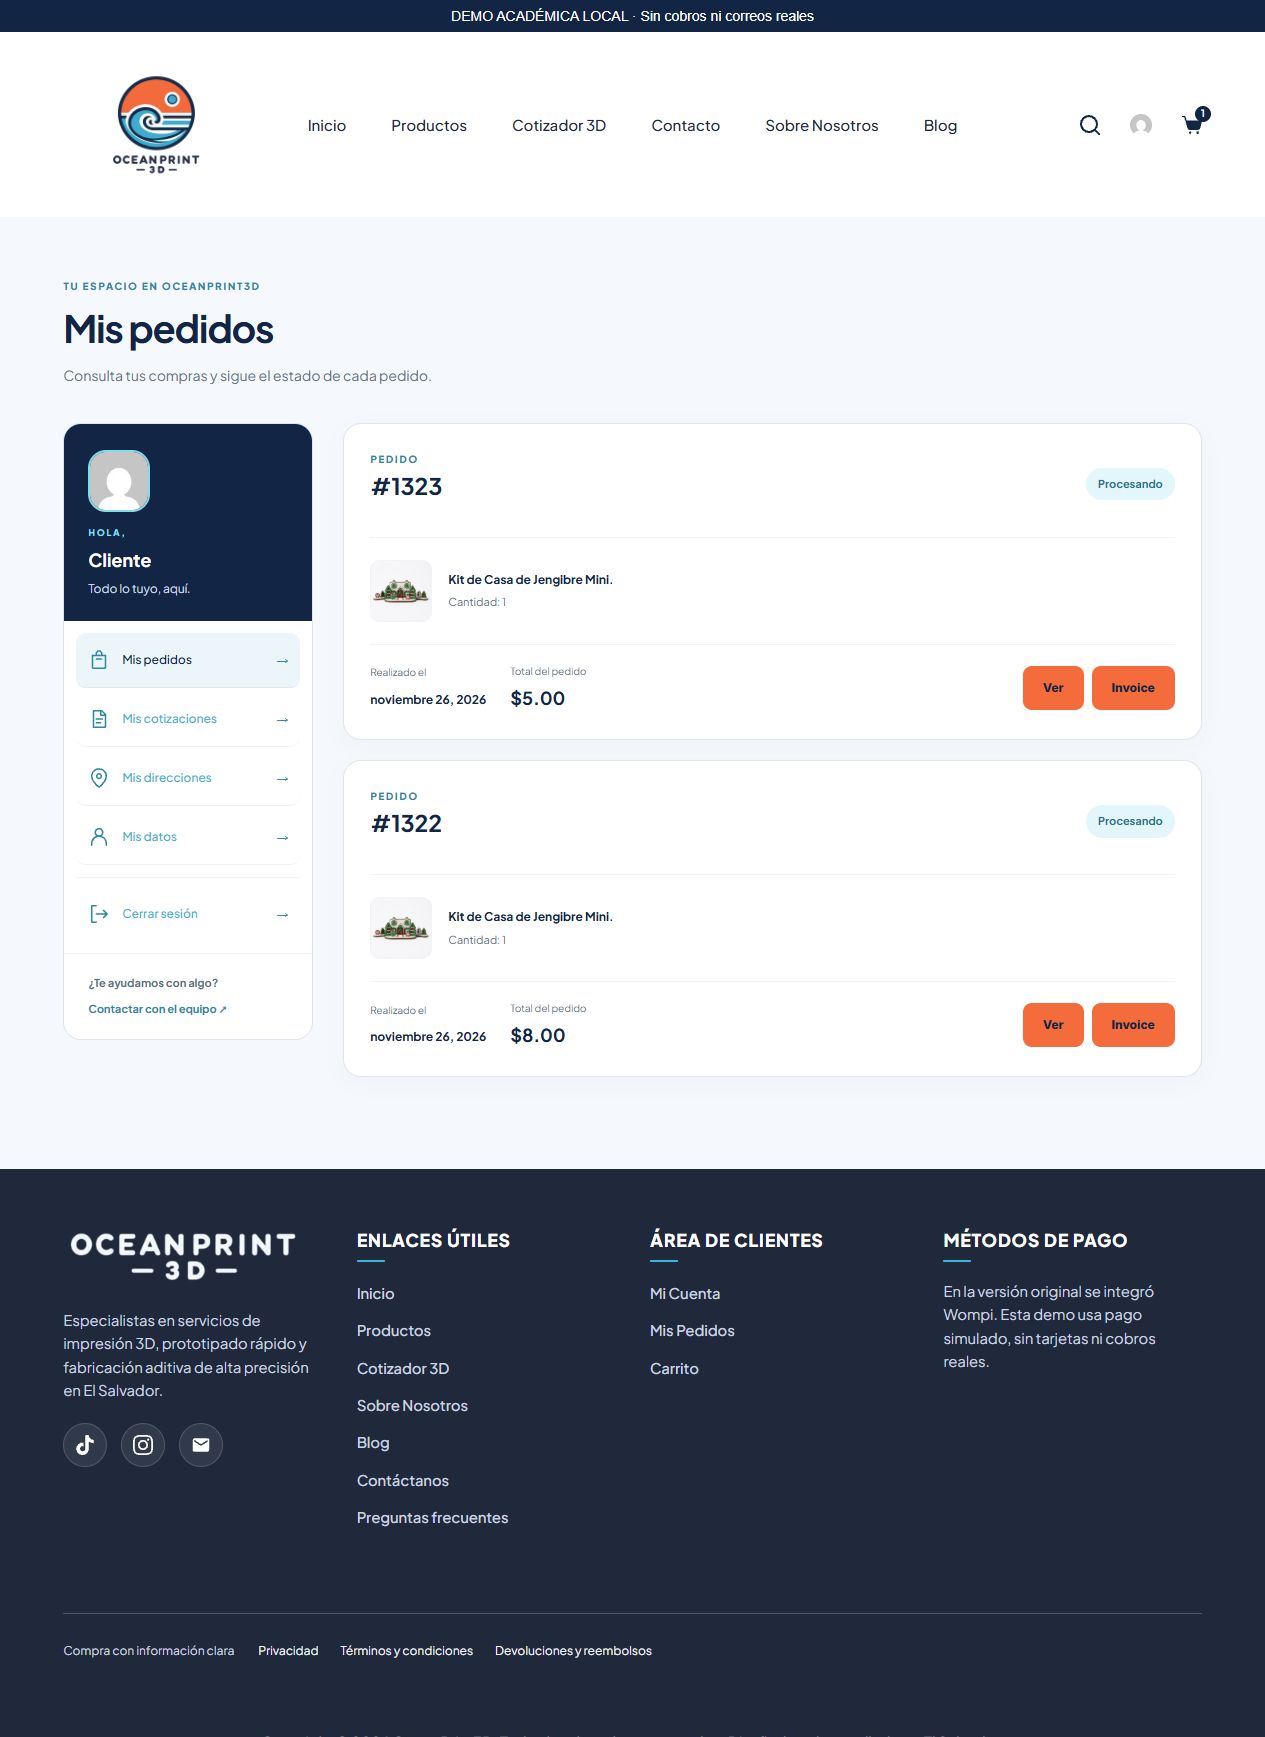 DEMO ACADÉMICA LOCAL · Sin cobros ni correos reales
OCEANPRINT
3D
Inicio
Productos
Cotizador 3D
Contacto
Sobre Nosotros
Blog
1
TU ESPACIO EN OCEANPRINT3D
Mis pedidos
Consulta tus compras y sigue el estado de cada pedido.
HOLA,
Cliente
Todo lo tuyo, aquí.
Mis pedidos →
Mis cotizaciones →
Mis direcciones →
Mis datos →
Cerrar sesión →
¿Te ayudamos con algo?
Contactar con el equipo ↗
PEDIDO
#1323
Procesando
Kit de Casa de Jengibre Mini.
Cantidad: 1
Realizado el
noviembre 26, 2026
Total del pedido
$5.00
Ver
Invoice
PEDIDO
#1322
Procesando
Kit de Casa de Jengibre Mini.
Cantidad: 1
Realizado el
noviembre 26, 2026
Total del pedido
$8.00
Ver
Invoice
OCEANPRINT
— 3D —
Especialistas en servicios de
impresión 3D, prototipado rápido y
fabricación aditiva de alta precisión
en El Salvador.
ENLACES ÚTILES
Inicio
Productos
Cotizador 3D
Sobre Nosotros
Blog
Contáctanos
Preguntas frecuentes
ÁREA DE CLIENTES
Mi Cuenta
Mis Pedidos
Carrito
MÉTODOS DE PAGO
En la versión original se integró
Wompi. Esta demo usa pago
simulado, sin tarjetas ni cobros
reales.
Compra con información clara
Privacidad
Términos y condiciones
Devoluciones y reembolsos